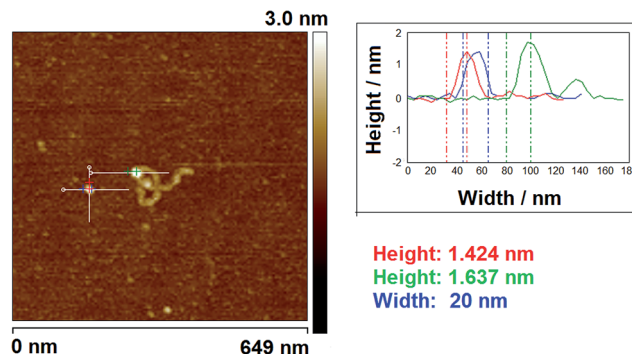 3.0 nm
0 nm
649 nm
Height / nm
2
1
0
-1
-2
0 20 40 60 80 100 120 140 160 180
Width / nm
Height: 1.424 nm
Height: 1.637 nm
Width: 20 nm